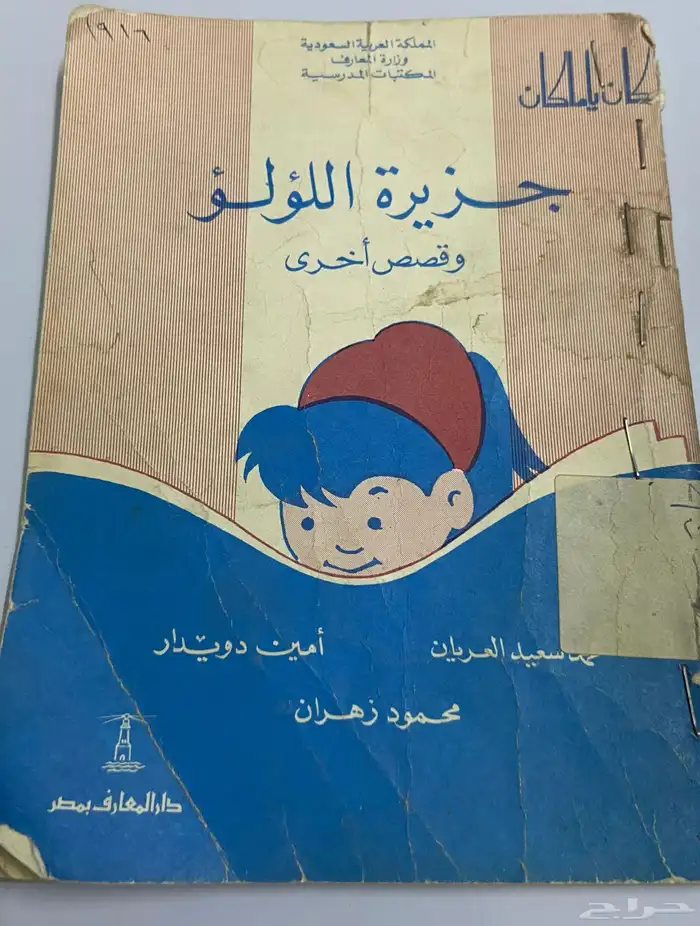 ١٩١٦
المملكة العربية السعودية
وزارة المعارف
المكتبات المدرسية
كان ياما كان
جزيرة اللؤلؤ
وقصص أخرى
سعيد العريان
أمين دويدار
محمود زهران
دار المعارف بمصر
حراج